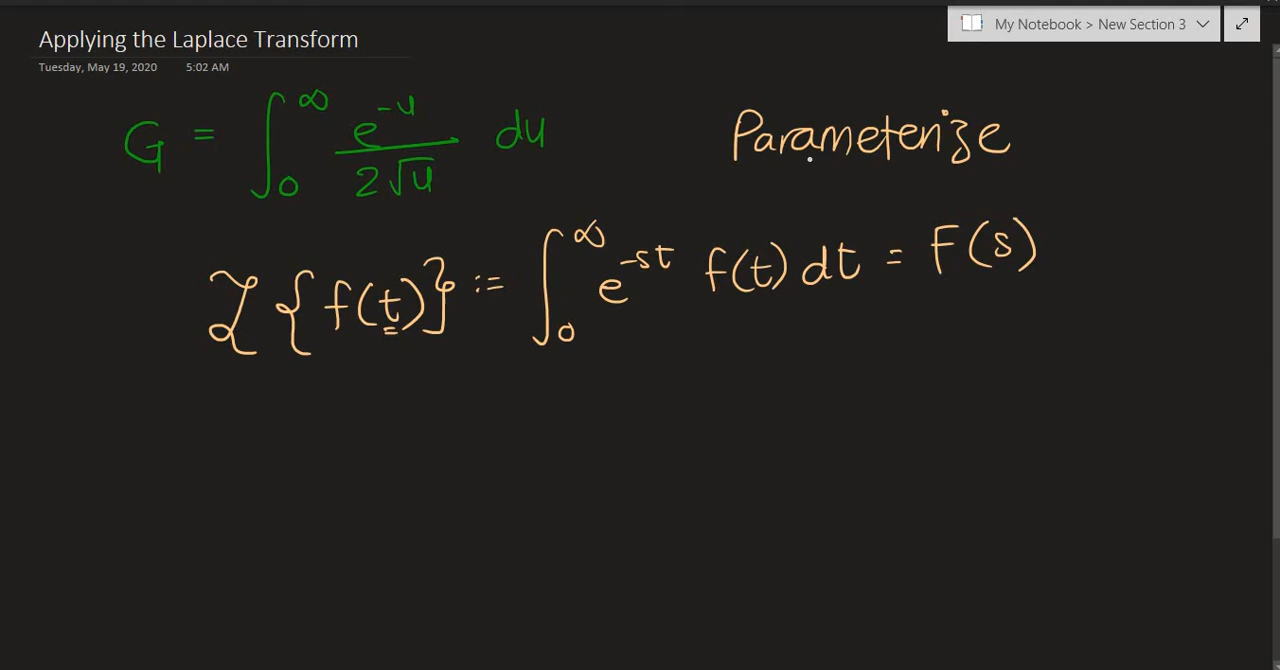 Applying the Laplace Transform
My Notebook > New Section 3
Tuesday, May 19, 2020 5:02 AM
G = ∫₀^∞ e^{-u} / (2√u) du
Parameterize
ℒ{f(t)} := ∫₀^∞ e^{-st} f(t) dt = F(s)